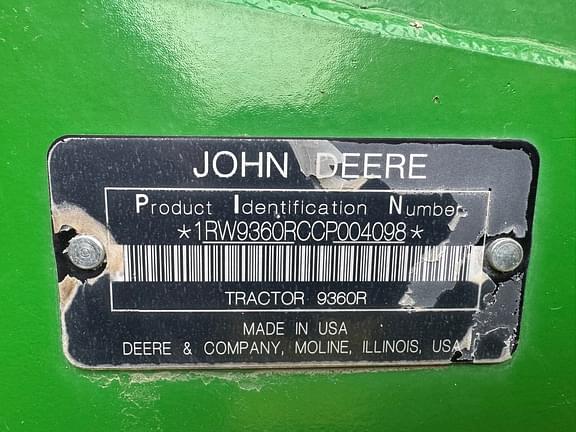 JOHN DEERE
Product Identification Number
*1RW9360RCCP004098*
TRACTOR 9360R
MADE IN USA
DEERE & COMPANY, MOLINE, ILLINOIS, USA